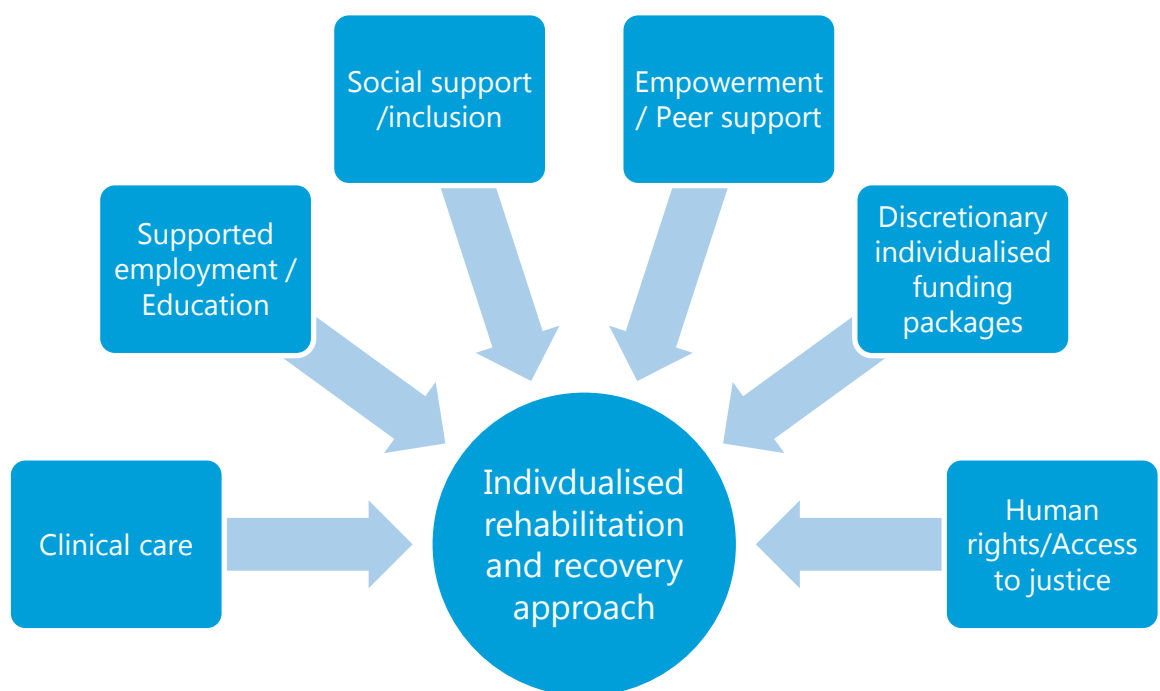 Social support
/inclusion
Empowerment
/ Peer support
Supported
employment /
Education
Discretionary
individualised
funding
packages
Clinical care
Indivdualised
rehabilitation
and recovery
approach
Human
rights/Access
to justice